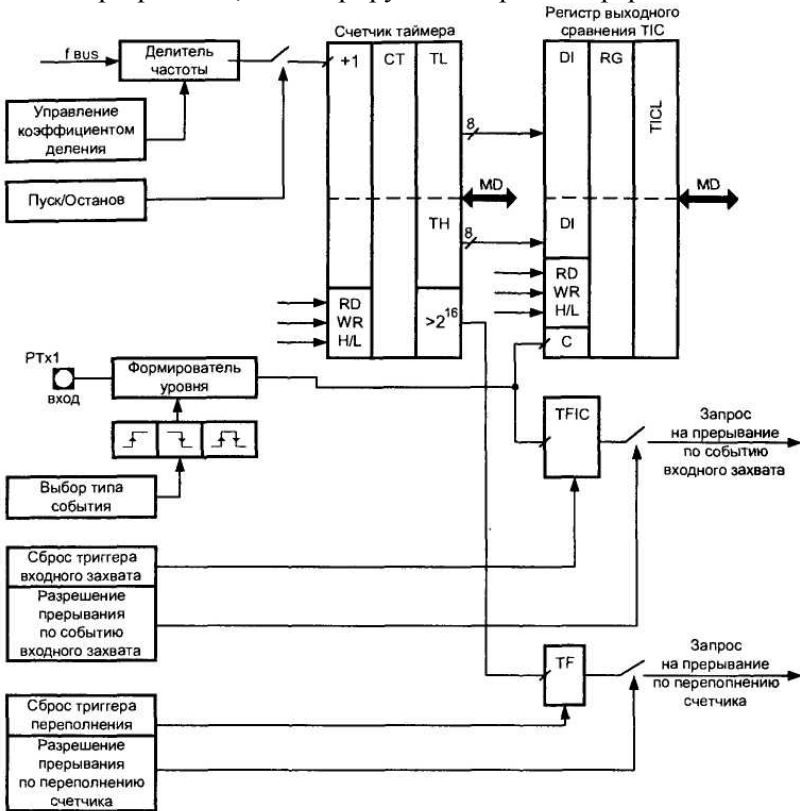 Счетчик таймера
Регистр выходного
сравнения TIC
f BUS
Делитель
частоты
+1
CT
TL
DI
RG
TICL
Управление
коэффициентом
деления
8
MD
MD
Пуск/Останов
TH
8
DI
RD
WR
H/L
>2^16
RD
WR
H/L
C
PTx1
вход
Формирователь
уровня
TFIC
Запрос
на прерывание
по событию
входного захвата
Выбор типа
события
Сброс триггера
входного захвата
Разрешение
прерывания
по событию
входного захвата
TF
Запрос
на прерывание
по переполнению
счетчика
Сброс триггера
переполнения
Разрешение
прерывания
по переполнению
счетчика